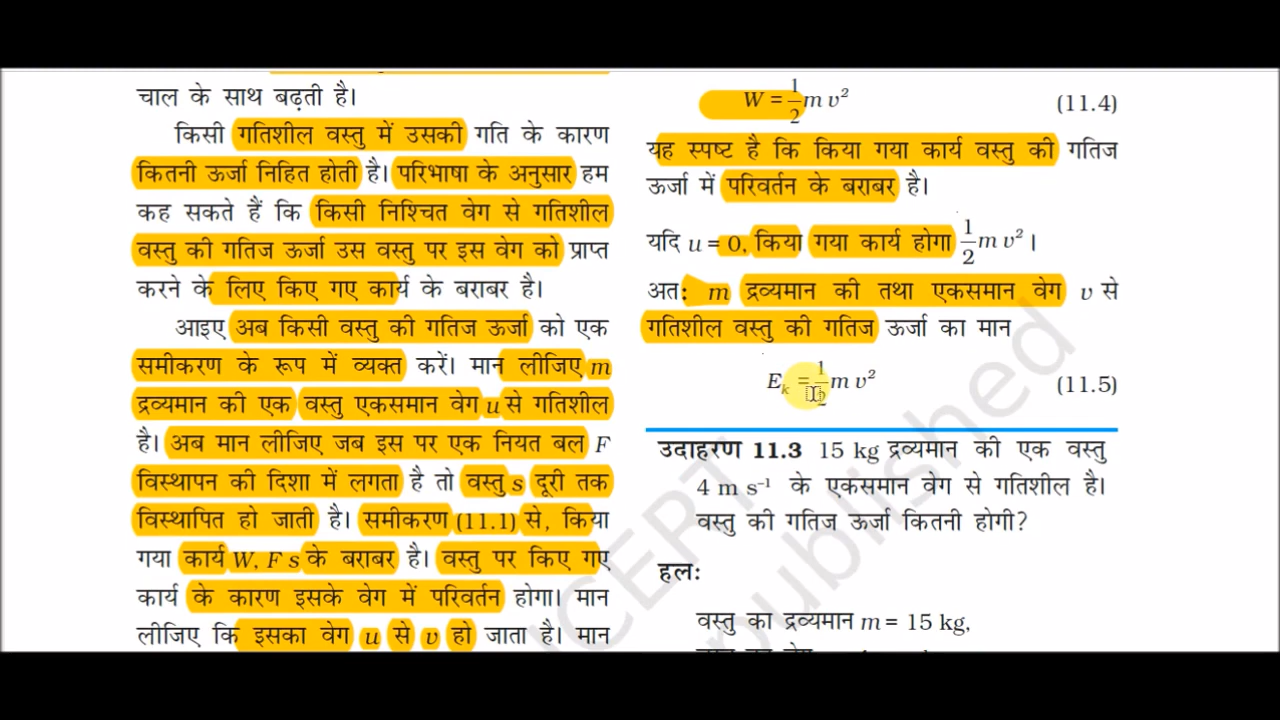 चाल के साथ बढ़ती है।
किसी गतिशील वस्तु में उसकी गति के कारण
कितनी ऊर्जा निहित होती है। परिभाषा के अनुसार हम
कह सकते हैं कि किसी निश्चित वेग से गतिशील
वस्तु की गतिज ऊर्जा उस वस्तु पर इस वेग को प्राप्त
करने के लिए किए गए कार्य के बराबर है।
आइए अब किसी वस्तु की गतिज ऊर्जा को एक
समीकरण के रूप में व्यक्त करें। मान लीजिए m
द्रव्यमान की एक वस्तु एकसमान वेग u से गतिशील
है। अब मान लीजिए जब इस पर एक नियत बल F
विस्थापन की दिशा में लगता है तो वस्तु s दूरी तक
विस्थापित हो जाती है। समीकरण (11.1) से, किया
गया कार्य W, F s के बराबर है। वस्तु पर किए गए
कार्य के कारण इसके वेग में परिवर्तन होगा। मान
लीजिए कि इसका वेग u से v हो जाता है। मान
W = 1/2 m v² (11.4)
यह स्पष्ट है कि किया गया कार्य वस्तु की गतिज
ऊर्जा में परिवर्तन के बराबर है।
यदि u = 0, किया गया कार्य होगा 1/2 m v² ।
अत: m द्रव्यमान की तथा एकसमान वेग v से
गतिशील वस्तु की गतिज ऊर्जा का मान
Eₖ = 1/2 m v² (11.5)
उदाहरण 11.3 15 kg द्रव्यमान की एक वस्तु
4 m s⁻¹ के एकसमान वेग से गतिशील है।
वस्तु की गतिज ऊर्जा कितनी होगी?
हल:
वस्तु का द्रव्यमान m = 15 kg,
published